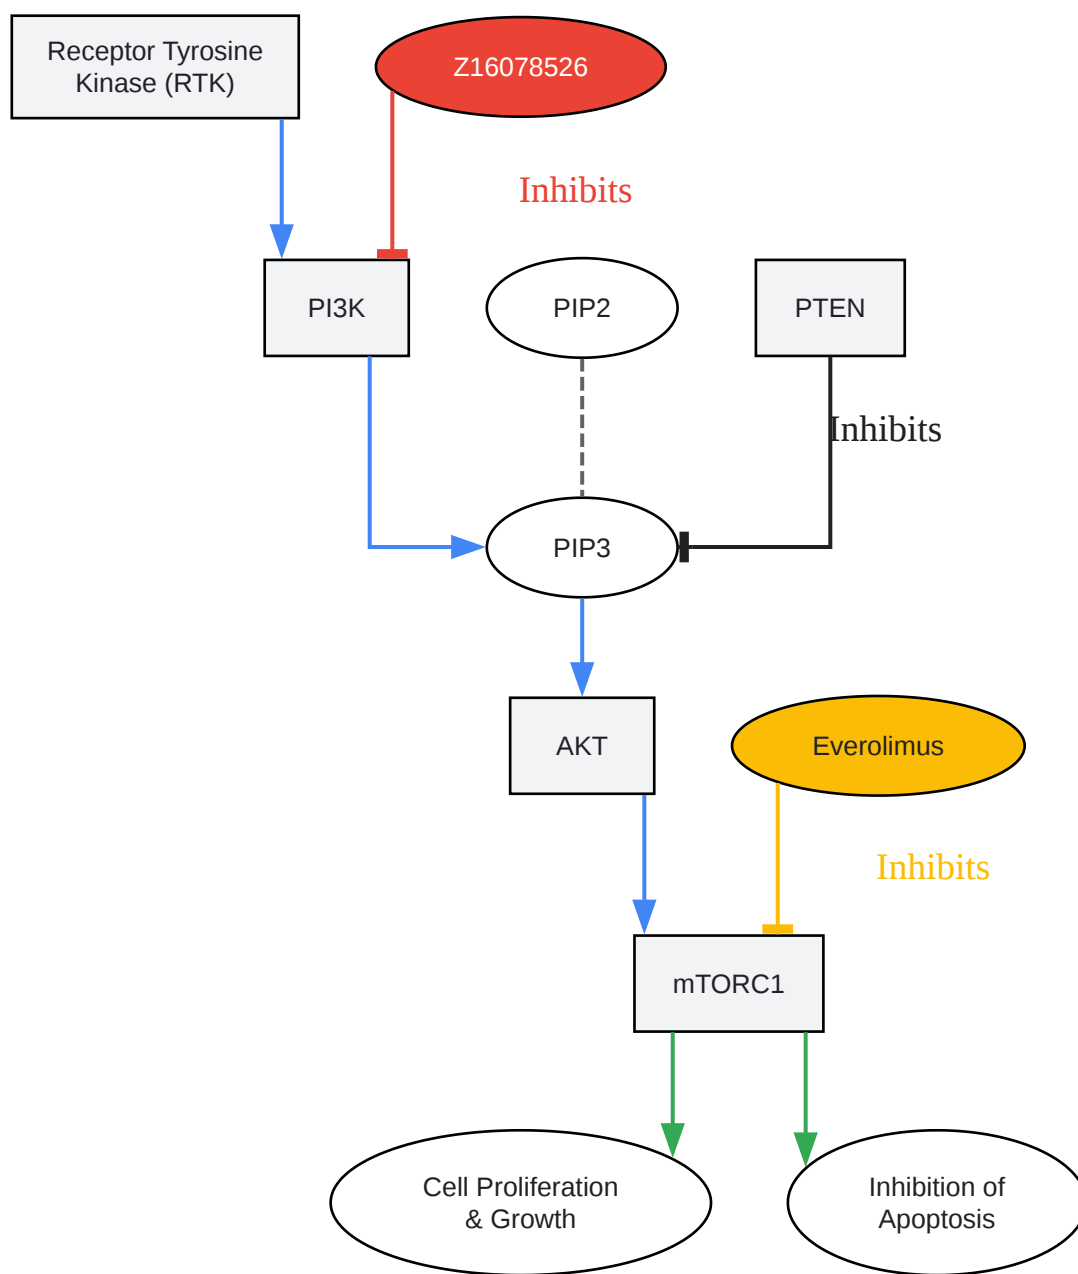 Receptor Tyrosine
Kinase (RTK)
Z16078526
Inhibits
PI3K
PIP2
PTEN
Inhibits
PIP3
AKT
Everolimus
Inhibits
mTORC1
Cell Proliferation
& Growth
Inhibition of
Apoptosis